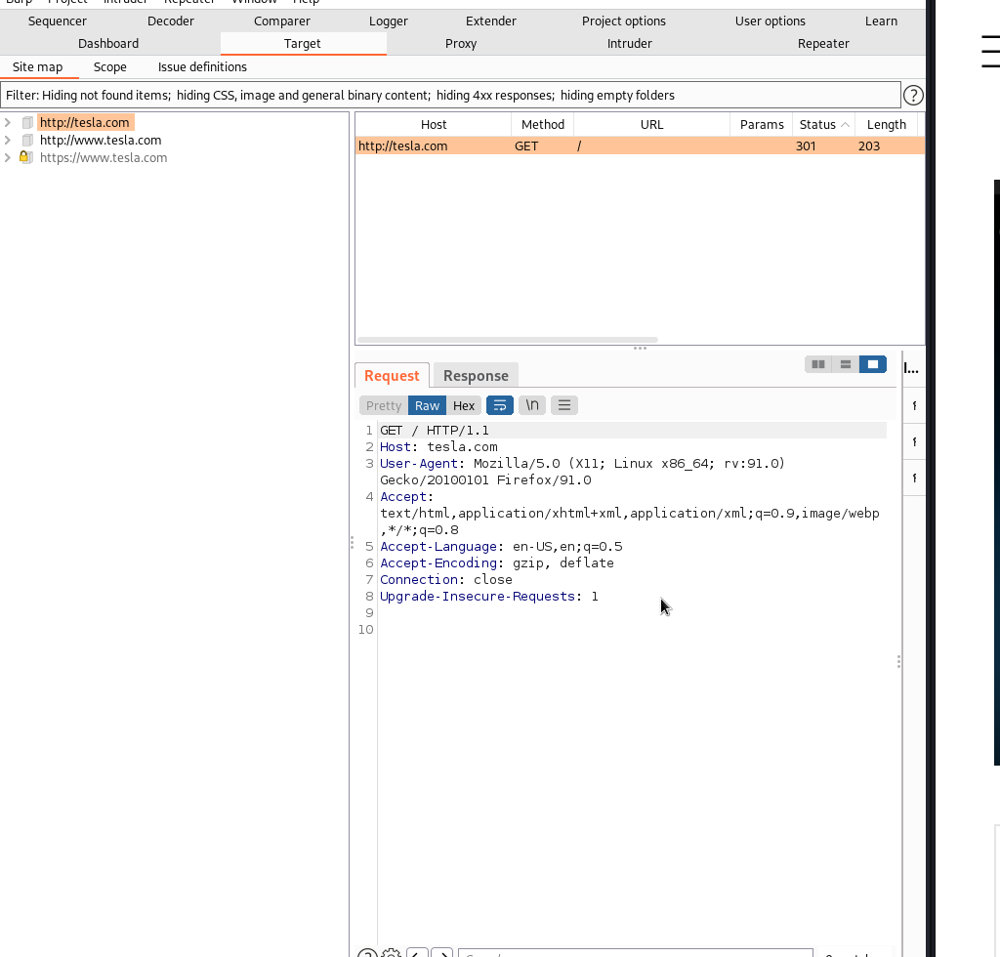 Burp Project Intruder Repeater Window Help
Sequencer Decoder Comparer Logger Extender Project options User options Learn
Dashboard Target Proxy Intruder Repeater
Site map Scope Issue definitions
Filter: Hiding not found items; hiding CSS, image and general binary content; hiding 4xx responses; hiding empty folders ?
http://tesla.com
http://www.tesla.com
https://www.tesla.com
Host Method URL Params Status Length
http://tesla.com GET / 301 203
Request Response
I...
Pretty Raw Hex \n
1 GET / HTTP/1.1
2 Host: tesla.com
3 User-Agent: Mozilla/5.0 (X11; Linux x86_64; rv:91.0)
Gecko/20100101 Firefox/91.0
4 Accept:
text/html,application/xhtml+xml,application/xml;q=0.9,image/webp
,*/*;q=0.8
5 Accept-Language: en-US,en;q=0.5
6 Accept-Encoding: gzip, deflate
7 Connection: close
8 Upgrade-Insecure-Requests: 1
9
10